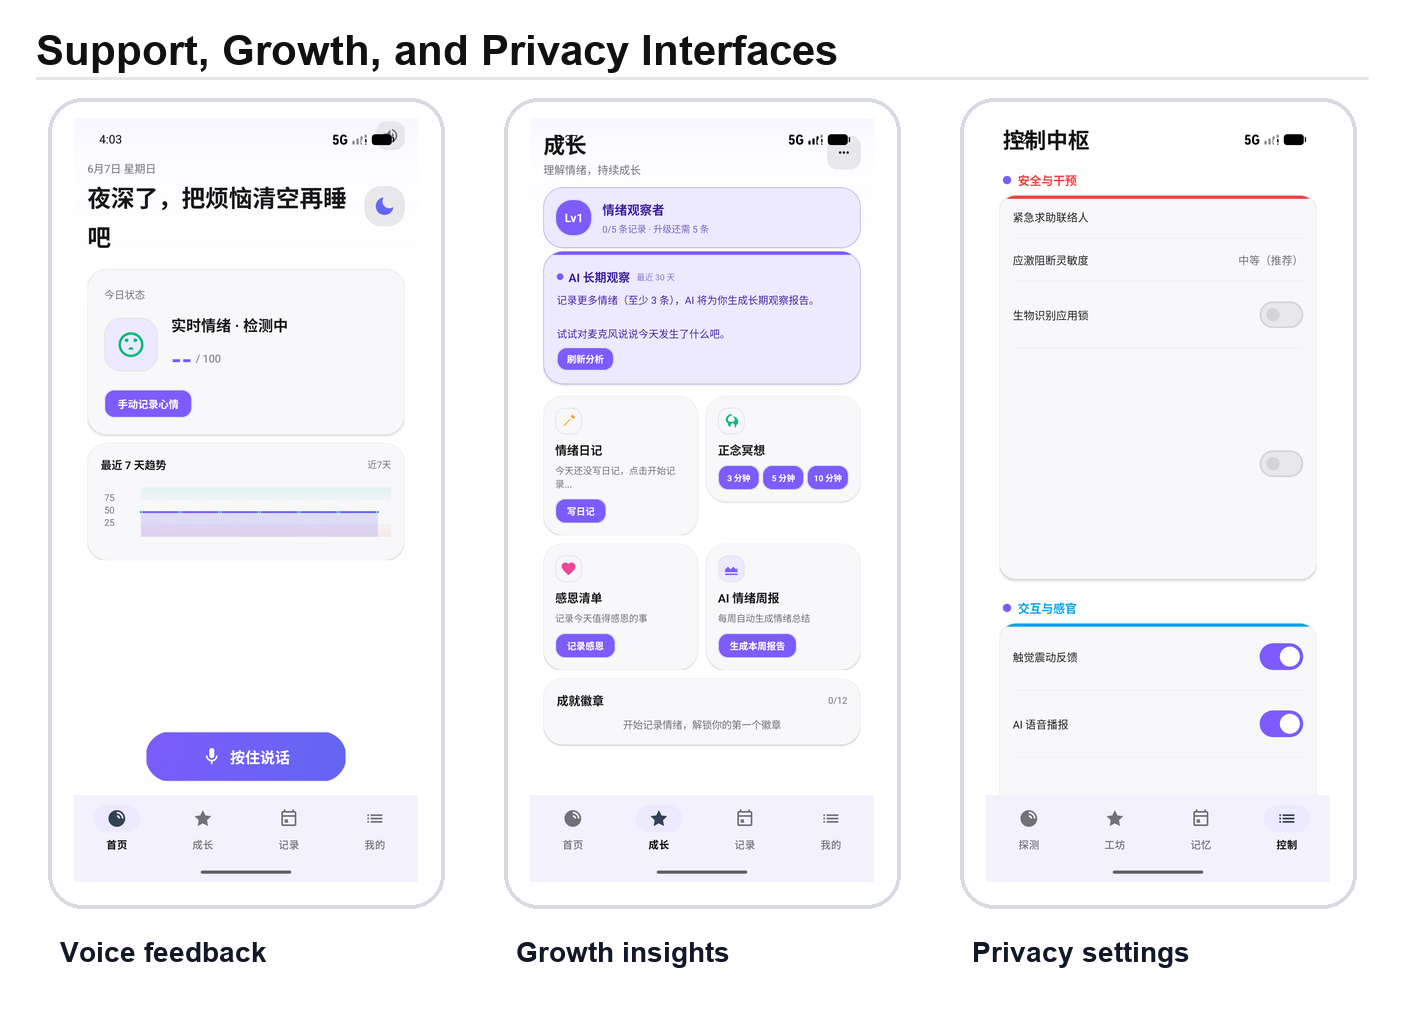 Support, Growth, and Privacy Interfaces
4:03
5G
6月7日 星期日
夜深了，把烦恼清空再睡
吧
今日状态
实时情绪 · 检测中
-- / 100
手动记录心情
最近 7 天趋势
近7天
75
50
25
按住说话
首页
成长
记录
我的
Voice feedback
成长
5G
...
理解情绪，持续成长
Lv1
情绪观察者
0/5 条记录 · 升级还需 5 条
AI 长期观察 最近 30 天
记录更多情绪（至少 3 条），AI 将为你生成长期观察报告。
试试对麦克风说说今天发生了什么吧。
刷新分析
情绪日记
今天还没写日记，点击开始记
录...
写日记
正念冥想
3 分钟
5 分钟
10 分钟
感恩清单
记录今天值得感恩的事
记录感恩
AI 情绪周报
每周自动生成情绪总结
生成本周报告
成就徽章
0/12
开始记录情绪，解锁你的第一个徽章
首页
成长
记录
我的
Growth insights
控制中枢
5G
安全与干预
紧急求助联络人
应激阻断灵敏度
中等（推荐）
生物识别应用锁
交互与感官
触觉震动反馈
AI 语音播报
探测
工坊
记忆
控制
Privacy settings